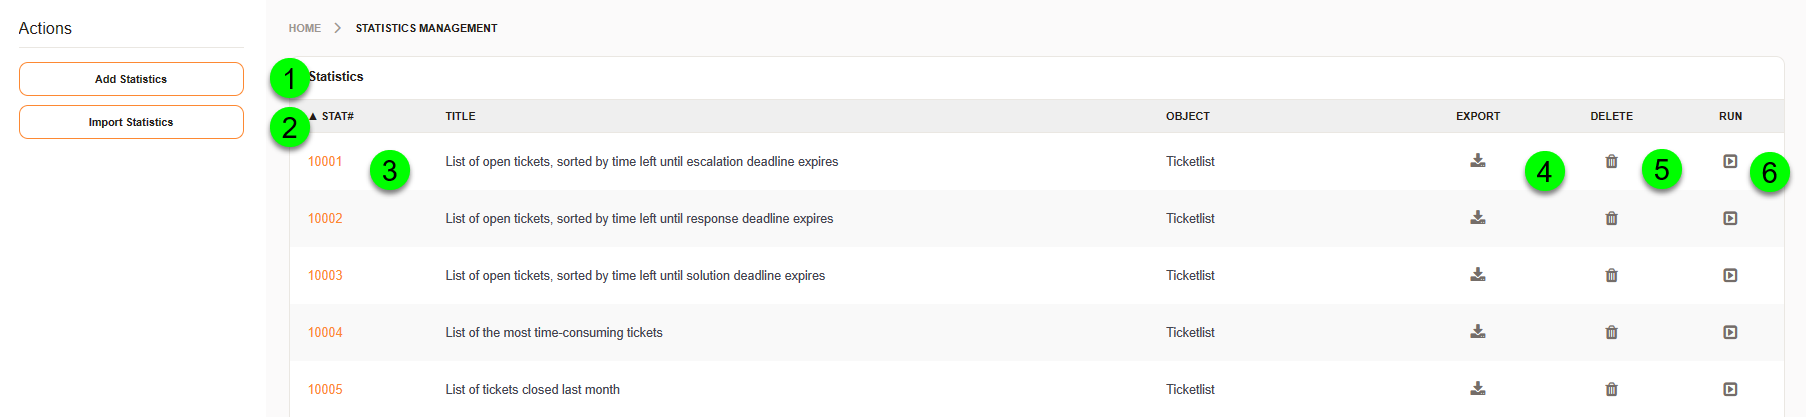 Actions
Add Statistics
Import Statistics
HOME STATISTICS MANAGEMENT
1 Statistics
2 ▲ STAT# TITLE OBJECT EXPORT DELETE RUN
10001 3 List of open tickets, sorted by time left until escalation deadline expires Ticketlist 4 5 6
10002 List of open tickets, sorted by time left until response deadline expires Ticketlist
10003 List of open tickets, sorted by time left until solution deadline expires Ticketlist
10004 List of the most time-consuming tickets Ticketlist
10005 List of tickets closed last month Ticketlist